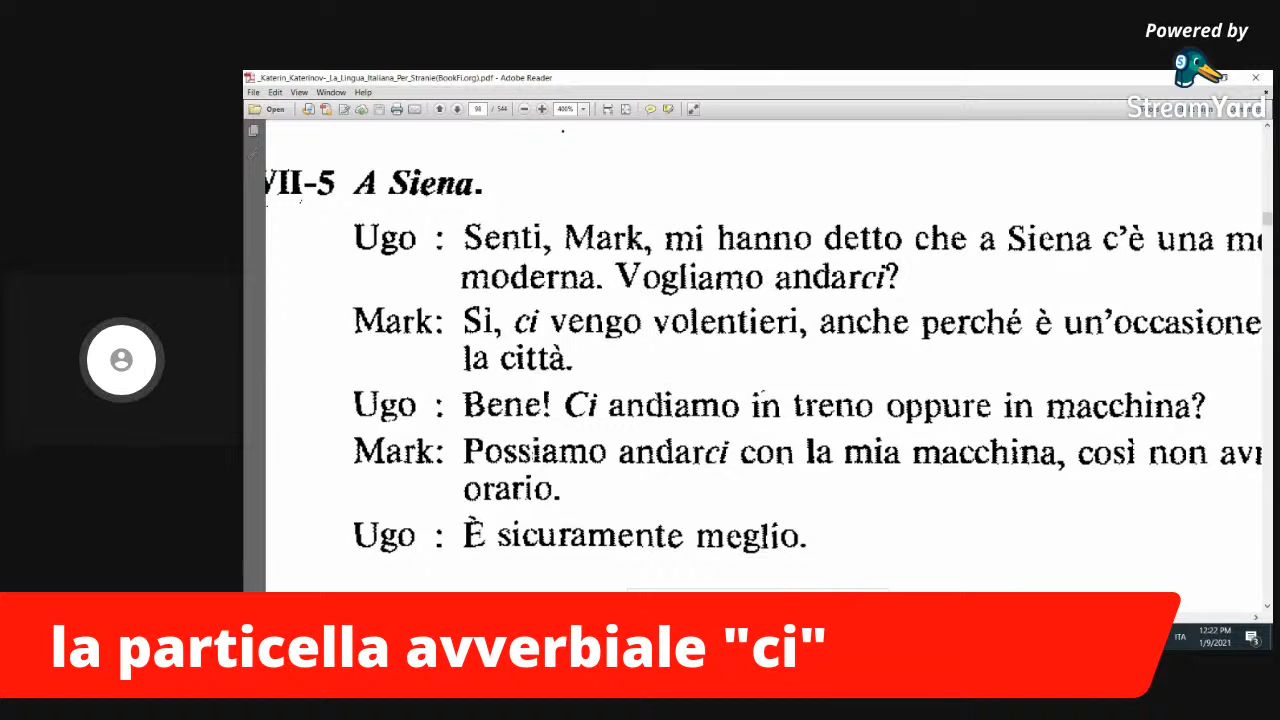 Powered by
StreamYard
_Katerin_Katerinov-_La_Lingua_Italiana_Per_Stranie(BookFi.org).pdf - Adobe Reader
File Edit View Window Help
Open 98 / 544 400%
VII-5 A Siena.
Ugo : Senti, Mark, mi hanno detto che a Siena c'è una
moderna. Vogliamo andarci?
Mark: Sì, ci vengo volentieri, anche perché è un'occasione
la città.
Ugo : Bene! Ci andiamo in treno oppure in macchina?
Mark: Possiamo andarci con la mia macchina, così non
orario.
Ugo : È sicuramente meglio.
la particella avverbiale "ci"
ITA
12:22 PM
1/9/2021